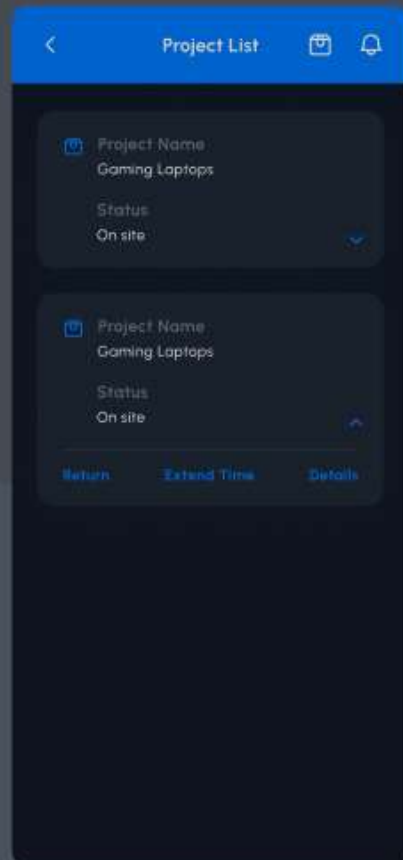 Project List
Project Name
Gaming Laptops
Status
On site
Project Name
Gaming Laptops
Status
On site
Return Extend Time Details